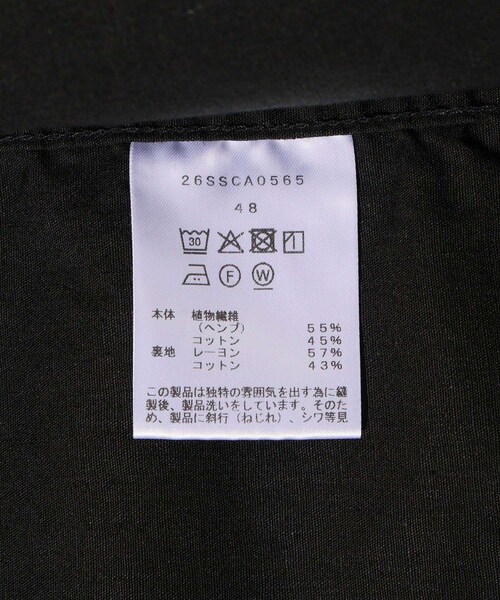 26SSCA0565
48
30
F W
本体 植物繊維
（ヘンプ） 55%
コットン 45%
裏地 レーヨン 57%
コットン 43%
この製品は独特の雰囲気を出す為に縫
製後、製品洗いをしています。そのた
め、製品に斜行（ねじれ）、シワ等見